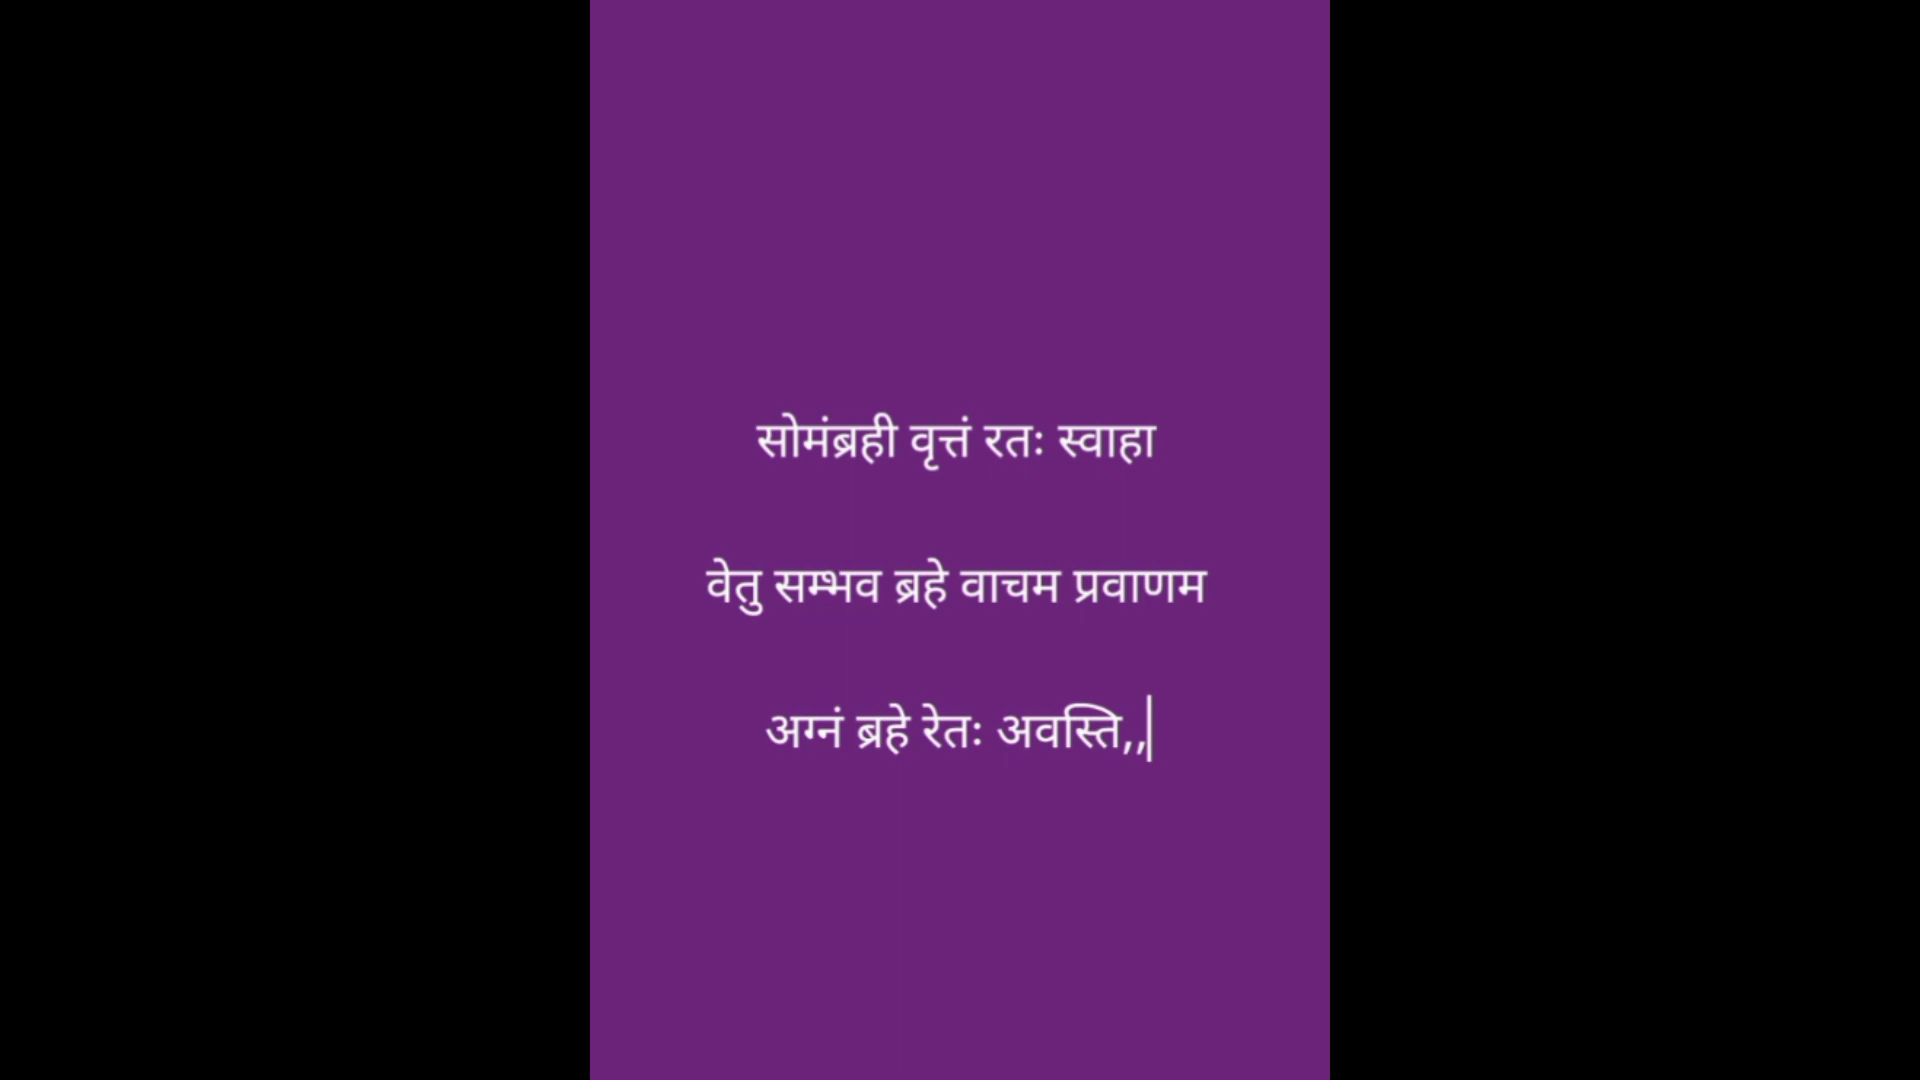 सोमंब्रही वृत्तं रतः स्वाहा
वेतु सम्भव ब्रहे वाचम प्रवाणम
अग्नं ब्रहे रेतः अवस्ति,,